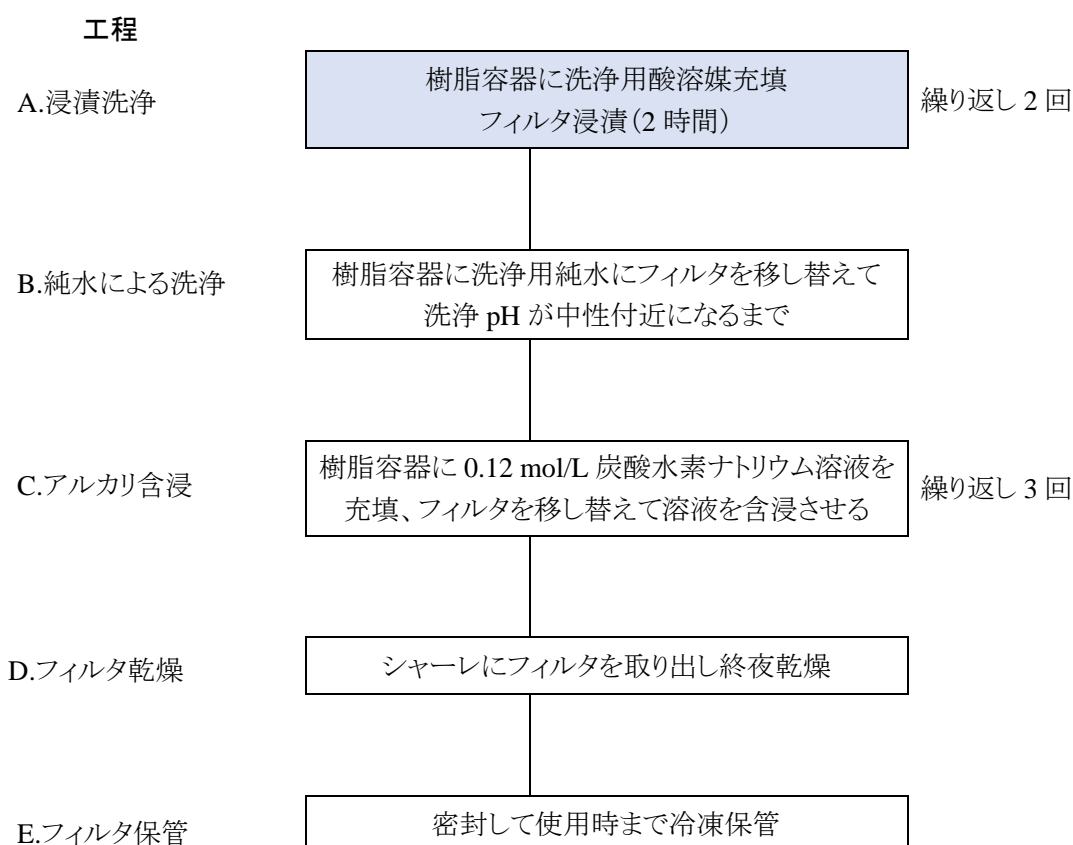 工程
A.浸漬洗浄
樹脂容器に洗浄用酸溶媒充填
フィルタ浸漬(2 時間)
繰り返し 2 回
B.純水による洗浄
樹脂容器に洗浄用純水にフィルタを移し替えて
洗浄 pH が中性付近になるまで
C.アルカリ含浸
樹脂容器に 0.12 mol/L 炭酸水素ナトリウム溶液を
充填、フィルタを移し替えて溶液を含浸させる
繰り返し 3 回
D.フィルタ乾燥
シャーレにフィルタを取り出し終夜乾燥
E.フィルタ保管
密封して使用時まで冷凍保管